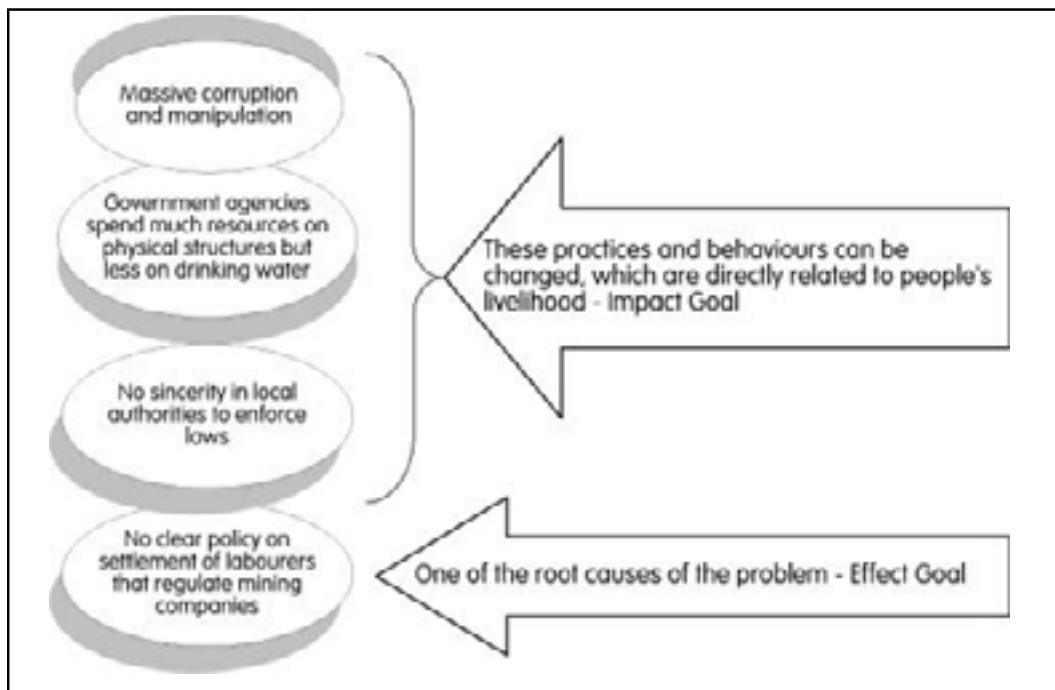 Massive corruption
and manipulation
Government agencies
spend much resources on
physical structures but
less on drinking water
No sincerity in local
authorities to enforce
lows
No clear policy on
settlement of labourers
that regulate mining
companies
These practices and behaviours can be
changed, which are directly related to people's
livelihood - Impact Goal
One of the root causes of the problem - Effect Goal